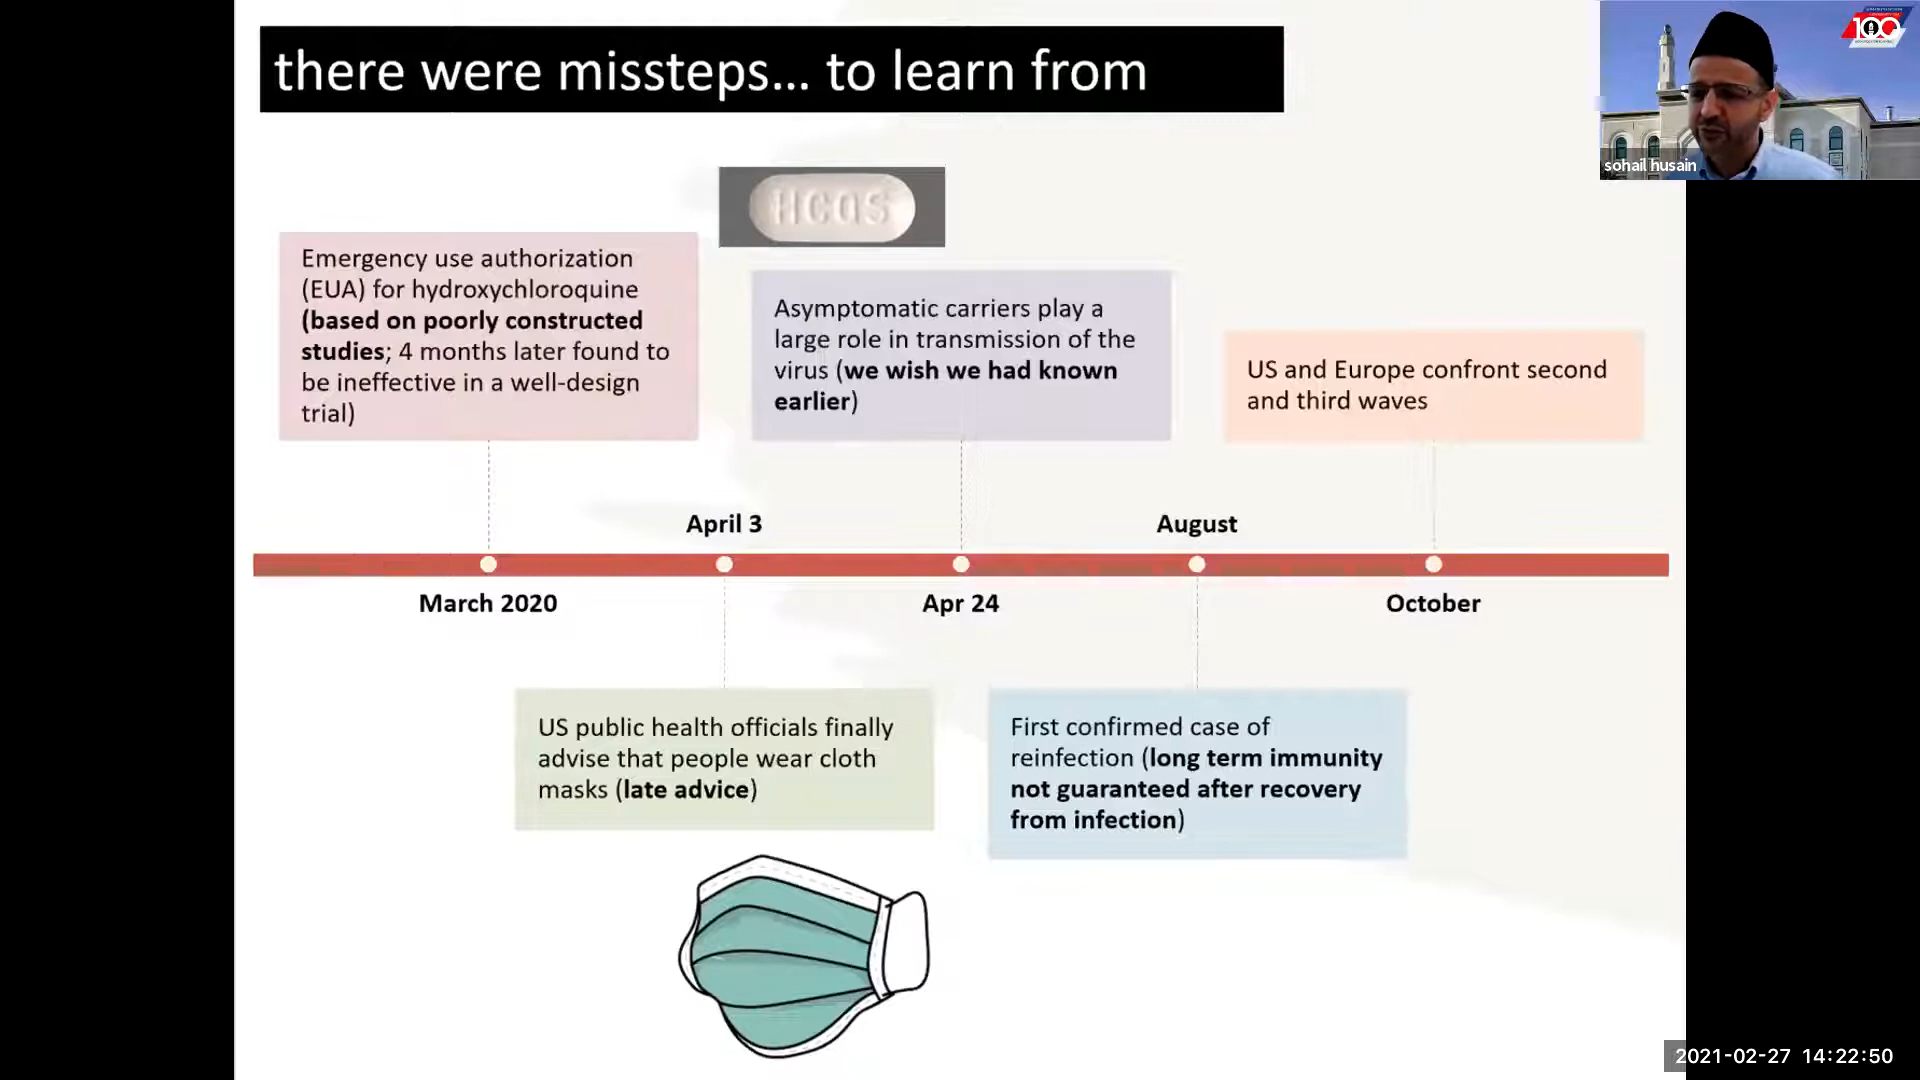 there were missteps... to learn from
100
sohail husain
HCQS
Emergency use authorization
(EUA) for hydroxychloroquine
(based on poorly constructed
studies; 4 months later found to
be ineffective in a well-design
trial)
Asymptomatic carriers play a
large role in transmission of the
virus (we wish we had known
earlier)
US and Europe confront second
and third waves
April 3
August
March 2020
Apr 24
October
US public health officials finally
advise that people wear cloth
masks (late advice)
First confirmed case of
reinfection (long term immunity
not guaranteed after recovery
from infection)
2021-02-27 14:22:50